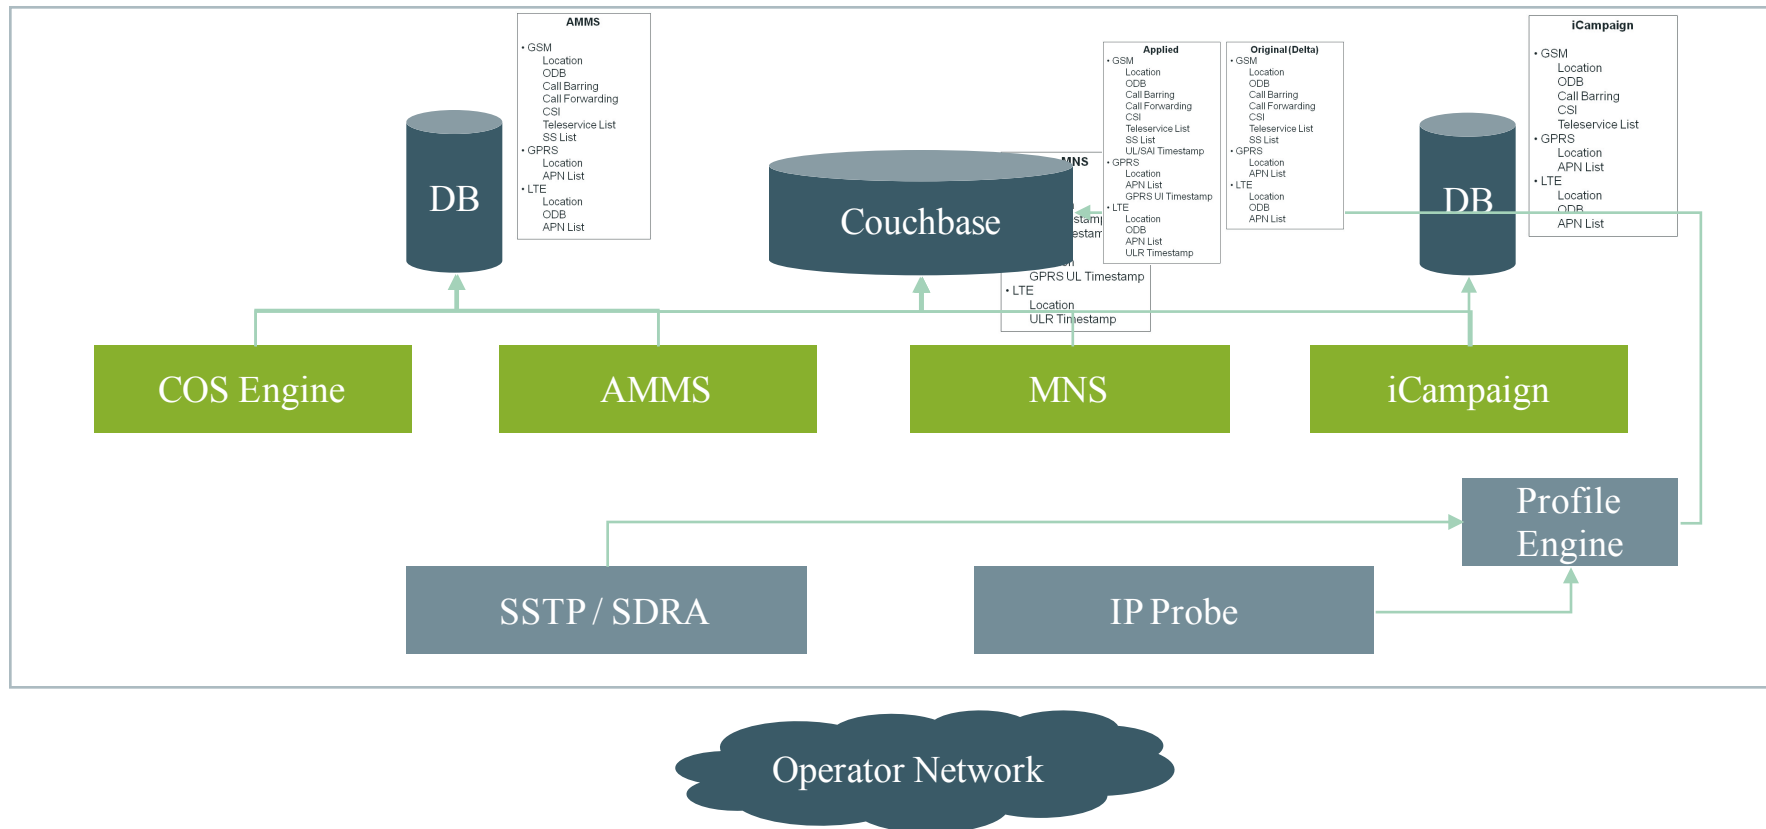 AMMS
• GSM
Location
ODB
Call Barring
Call Forwarding
CSI
Teleservice List
SS List
• GPRS
Location
APN List
• LTE
Location
ODB
APN List
DB
Couchbase
MNS
GPRS UL Timestamp
• LTE
Location
ULR Timestamp
Applied
• GSM
Location
ODB
Call Barring
Call Forwarding
CSI
Teleservice List
SS List
UL/SAI Timestamp
• GPRS
Location
APN List
GPRS UI Timestamp
• LTE
Location
ODB
APN List
ULR Timestamp
Original (Delta)
• GSM
Location
ODB
Call Barring
Call Forwarding
CSI
Teleservice List
SS List
• GPRS
Location
APN List
• LTE
Location
ODB
APN List
DB
iCampaign
• GSM
Location
ODB
Call Barring
CSI
Teleservice List
• GPRS
Location
APN List
• LTE
Location
ODB
APN List
COS Engine
AMMS
MNS
iCampaign
Profile
Engine
SSTP / SDRA
IP Probe
Operator Network